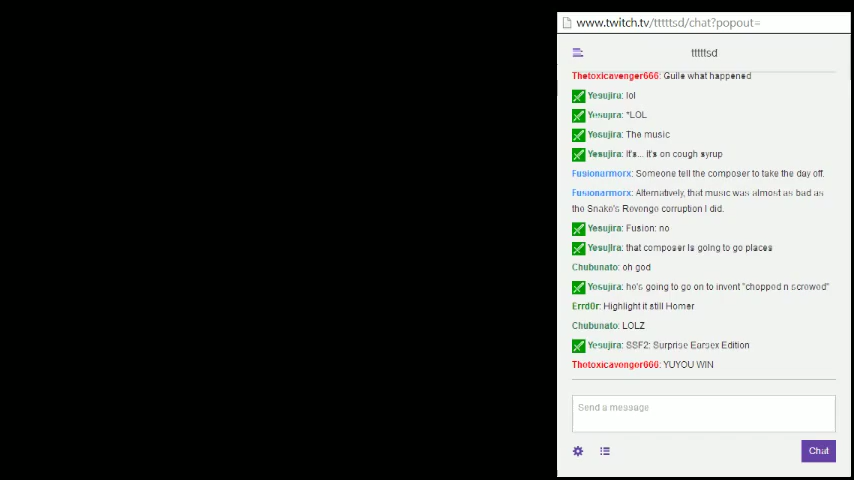 www.twitch.tv/tttttsd/chat?popout=
tttttsd
Thetoxicavenger666: Guile what happened
Yesujira: lol
Yesujira: *LOL
Yesujira: The music
Yesujira: it's... it's on cough syrup
Fusionarmorx: Someone tell the composer to take the day off.
Fusionarmorx: Alternatively, that music was almost as bad as
the Snake's Revenge corruption I did.
Yesujira: Fusion: no
Yesujira: that composer is going to go places
Chubunato: oh god
Yesujira: he's going to go on to invent "chopped n screwed"
Errd0r: Highlight it still Homer
Chubunato: LOLZ
Yesujira: SSF2: Surprise Earsex Edition
Thetoxicavenger666: YUYOU WIN
Send a message
Chat